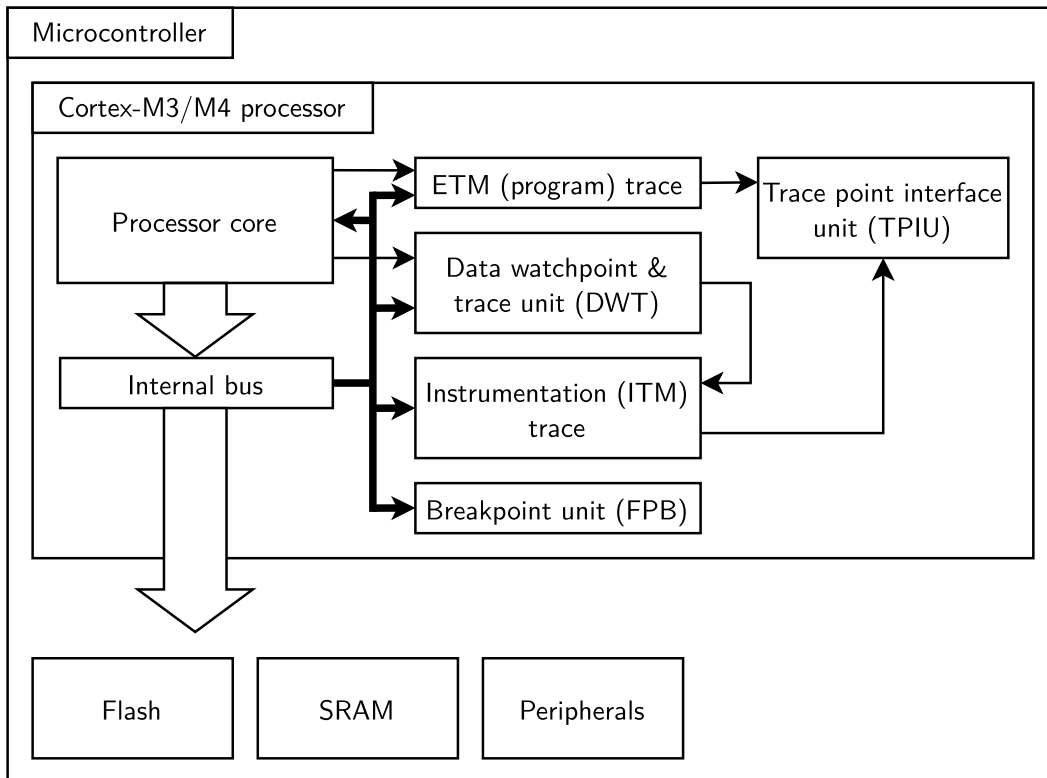 Microcontroller
Cortex-M3/M4 processor
Processor core
ETM (program) trace
Trace point interface
unit (TPIU)
Data watchpoint &
trace unit (DWT)
Internal bus
Instrumentation (ITM)
trace
Breakpoint unit (FPB)
Flash
SRAM
Peripherals